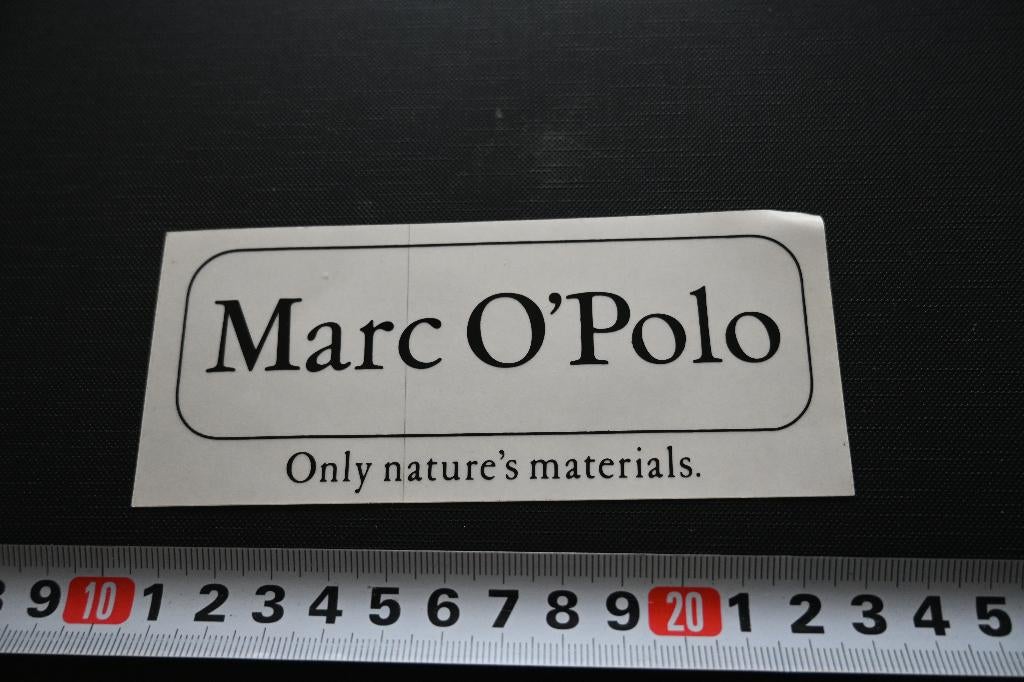 Marc O’Polo
Only nature’s materials.
9 10 1 2 3 4 5 6 7 8 9 20 1 2 3 4 5